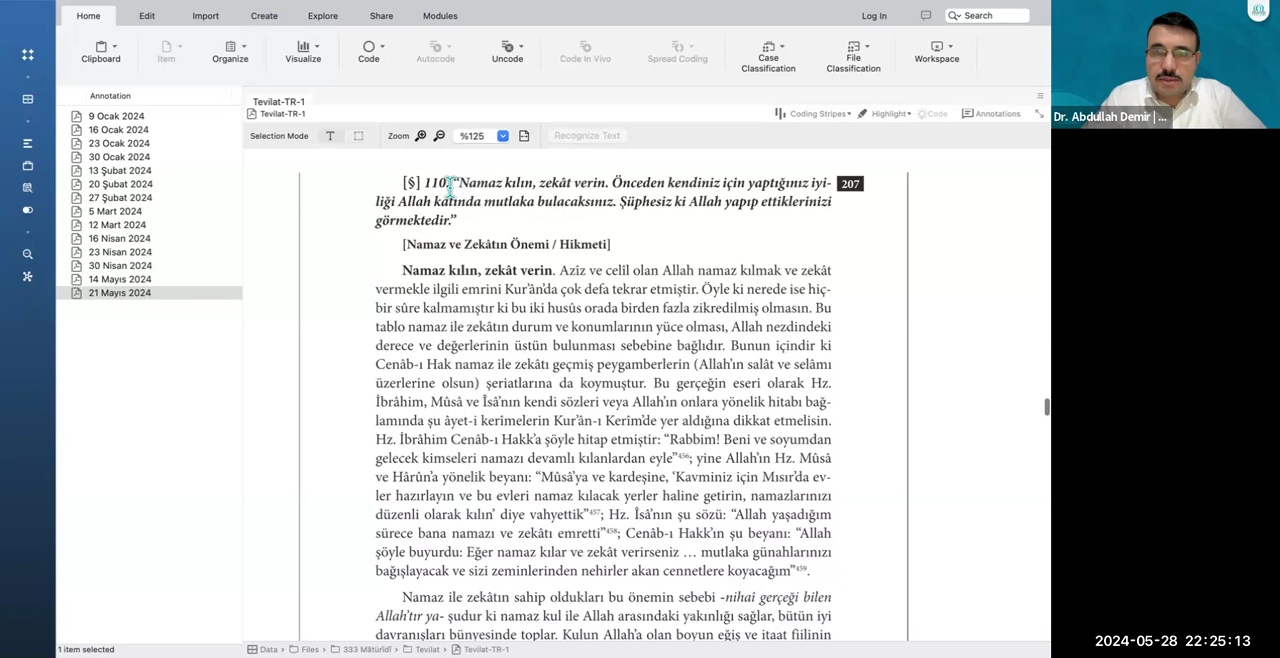 Home Edit Import Create Explore Share Modules Log In Search
Clipboard Item Organize Visualize Code Autocode Uncode Code In Vivo Spread Coding Case Classification File Classification Workspace
Annotation
9 Ocak 2024
16 Ocak 2024
23 Ocak 2024
30 Ocak 2024
13 Şubat 2024
20 Şubat 2024
27 Şubat 2024
5 Mart 2024
12 Mart 2024
16 Nisan 2024
23 Nisan 2024
30 Nisan 2024
14 Mayıs 2024
21 Mayıs 2024
1 item selected
Tevilat-TR-1
Tevilat-TR-1 Coding Stripes Highlight Code Annotations
Selection Mode Zoom %125 Recognize Text
[§] 110. “Namaz kılın, zekât verin. Önceden kendiniz için yaptığınız iyi- 207
liği Allah katında mutlaka bulacaksınız. Şüphesiz ki Allah yapıp ettiklerinizi
görmektedir.”
[Namaz ve Zekâtın Önemi / Hikmeti]
Namaz kılın, zekât verin. Azîz ve celîl olan Allah namaz kılmak ve zekât
vermekle ilgili emrini Kur’ân’da çok defa tekrar etmiştir. Öyle ki nerede ise hiç-
bir sûre kalmamıştır ki bu iki husûs orada birden fazla zikredilmiş olmasın. Bu
tablo namaz ile zekâtın durum ve konumlarının yüce olması, Allah nezdindeki
derece ve değerlerinin üstün bulunması sebebine bağlıdır. Bunun içindir ki
Cenâb-ı Hak namaz ile zekâtı geçmiş peygamberlerin (Allah’ın salât ve selâmı
üzerlerine olsun) şeriatlarına da koymuştur. Bu gerçeğin eseri olarak Hz.
İbrâhim, Mûsâ ve Îsâ’nın kendi sözleri veya Allah’ın onlara yönelik hitabı bağ-
lamında şu âyet-i kerîmelerin Kur’ân-ı Kerîm’de yer aldığına dikkat etmelisin.
Hz. İbrâhim Cenâb-ı Hakk’a şöyle hitap etmiştir: “Rabbim! Beni ve soyumdan
gelecek kimseleri namazı devamlı kılanlardan eyle”456; yine Allah’ın Hz. Mûsâ
ve Hârûn’a yönelik beyanı: “Mûsâ’ya ve kardeşine, ‘Kavminiz için Mısır’da ev-
ler hazırlayın ve bu evleri namaz kılacak yerler haline getirin, namazlarınızı
düzenli olarak kılın’ diye vahyettik”457; Hz. Îsâ’nın şu sözü: “Allah yaşadığım
sürece bana namazı ve zekâtı emretti”458; Cenâb-ı Hakk’ın şu beyanı: “Allah
şöyle buyurdu: Eğer namaz kılar ve zekât verirseniz … mutlaka günahlarınızı
bağışlayacak ve sizi zeminlerinden nehirler akan cennetlere koyacağım”459.
Namaz ile zekâtın sahip oldukları bu önemin sebebi -nihaî gerçeği bilen
Allah’tır ya- şudur ki namaz kul ile Allah arasındaki yakınlığı sağlar, bütün iyi
davranışları bünyesinde toplar. Kulun Allah’a olan boyun eğiş ve itaat fiilinin
Data Files 333 Mâtürîdî Tevilat Tevilat-TR-1
Dr. Abdullah Demir | ...
2024-05-28 22:25:13